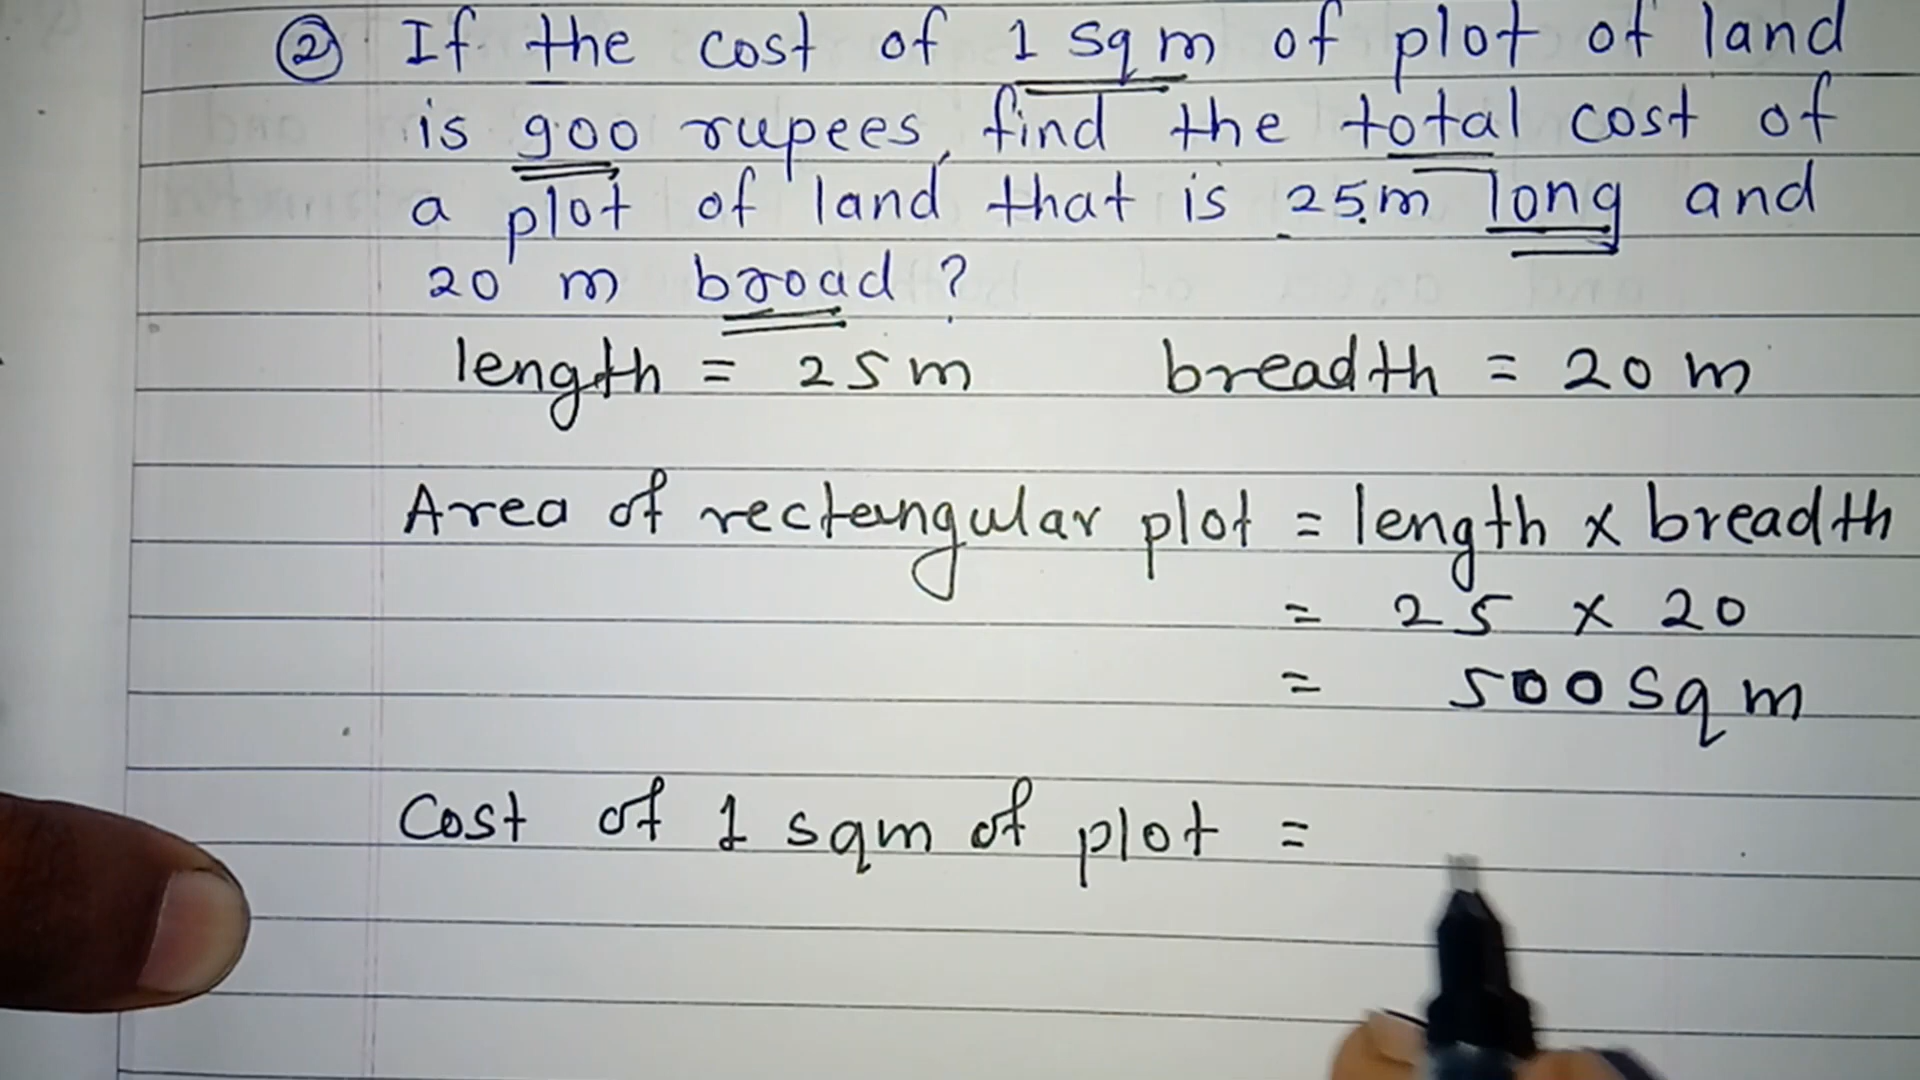 ② If the cost of 1 sq m of plot of land
is 900 rupees, find the total cost of
a plot of land that is 25m long and
20 m broad ?
length = 25m breadth = 20 m
Area of rectangular plot = length x breadth
= 25 x 20
= 500 sq m
Cost of 1 sqm of plot =